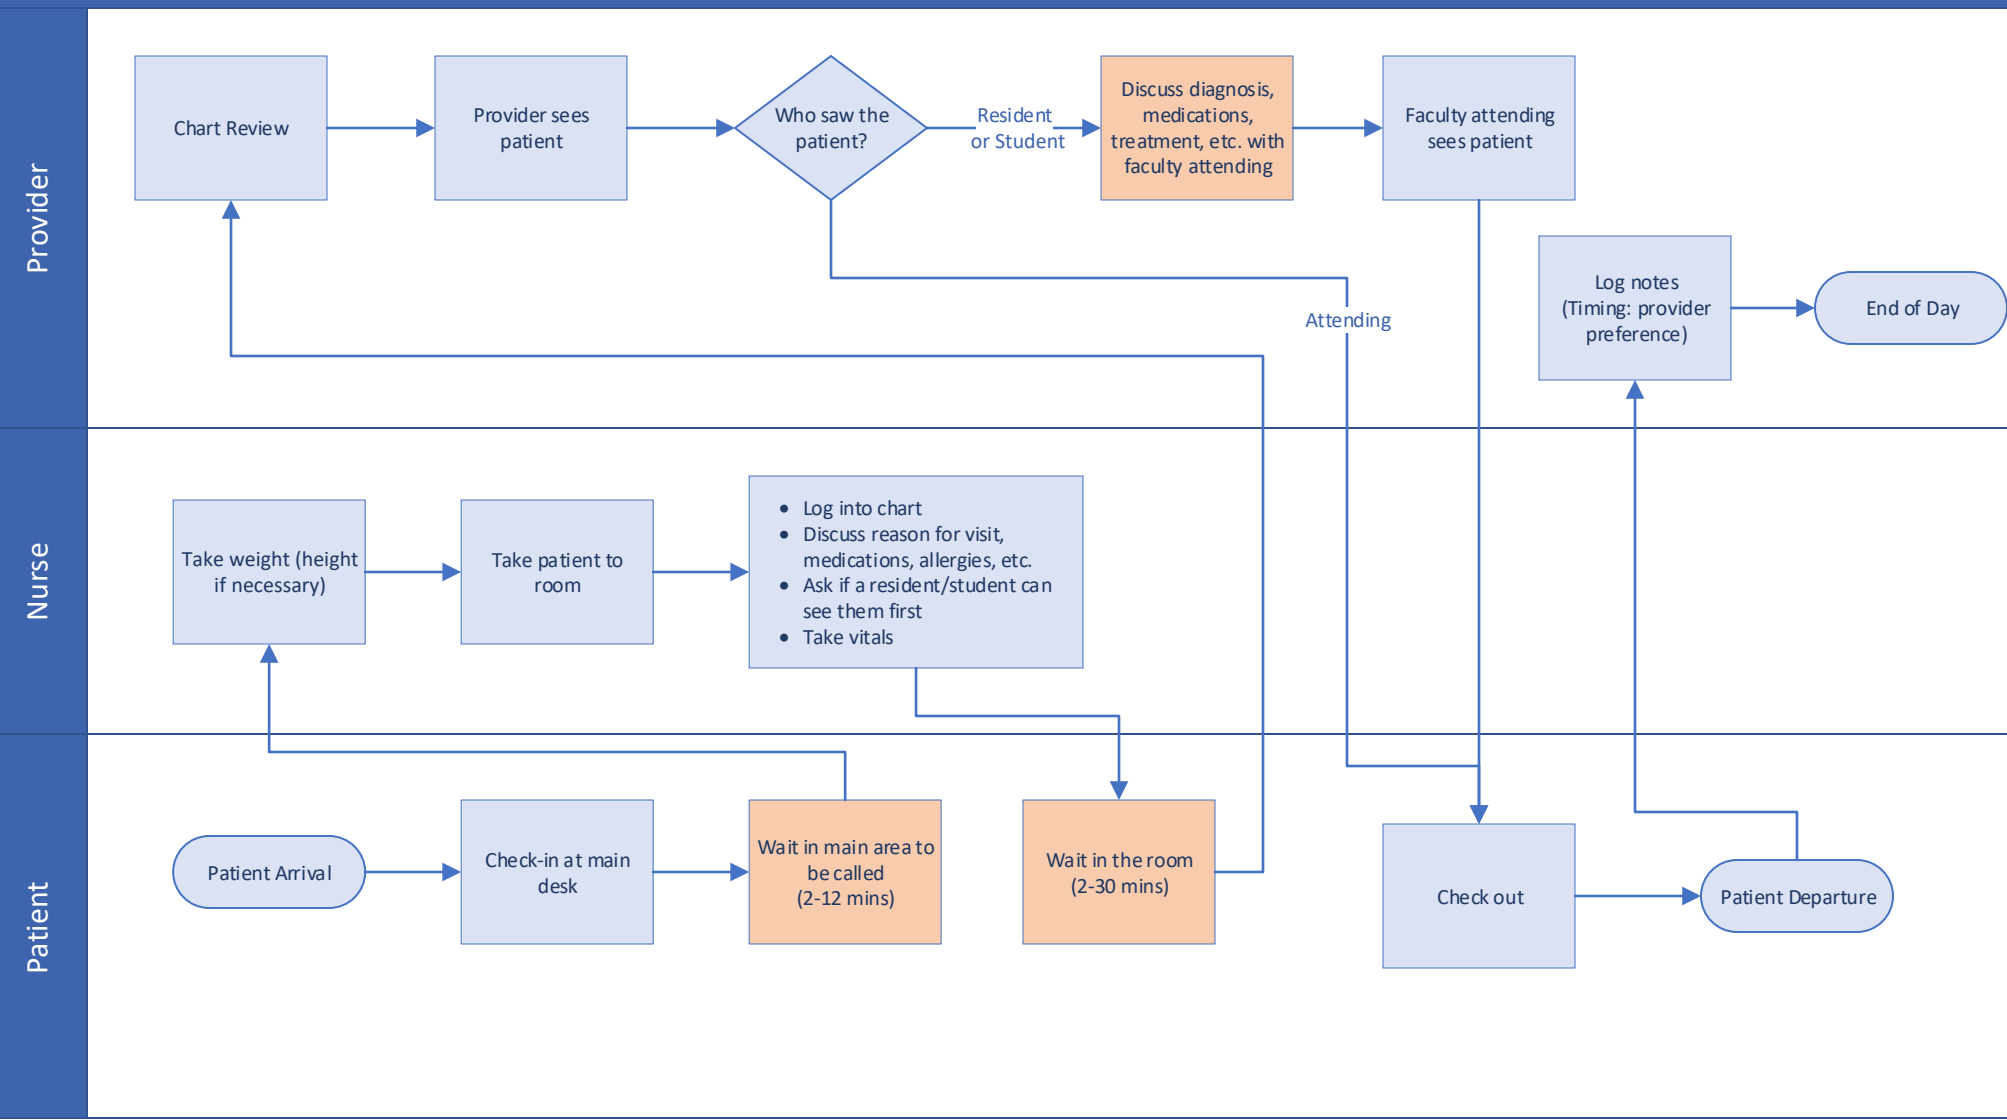 Provider
Chart Review
Provider sees
patient
Who saw the
patient?
Resident
or Student
Discuss diagnosis,
medications,
treatment, etc. with
faculty attending
Faculty attending
sees patient
Attending
Log notes
(Timing: provider
preference)
End of Day
Nurse
Take weight (height
if necessary)
Take patient to
room
• Log into chart
• Discuss reason for visit,
medications, allergies, etc.
• Ask if a resident/student can
see them first
• Take vitals
Patient
Patient Arrival
Check-in at main
desk
Wait in main area to
be called
(2-12 mins)
Wait in the room
(2-30 mins)
Check out
Patient Departure